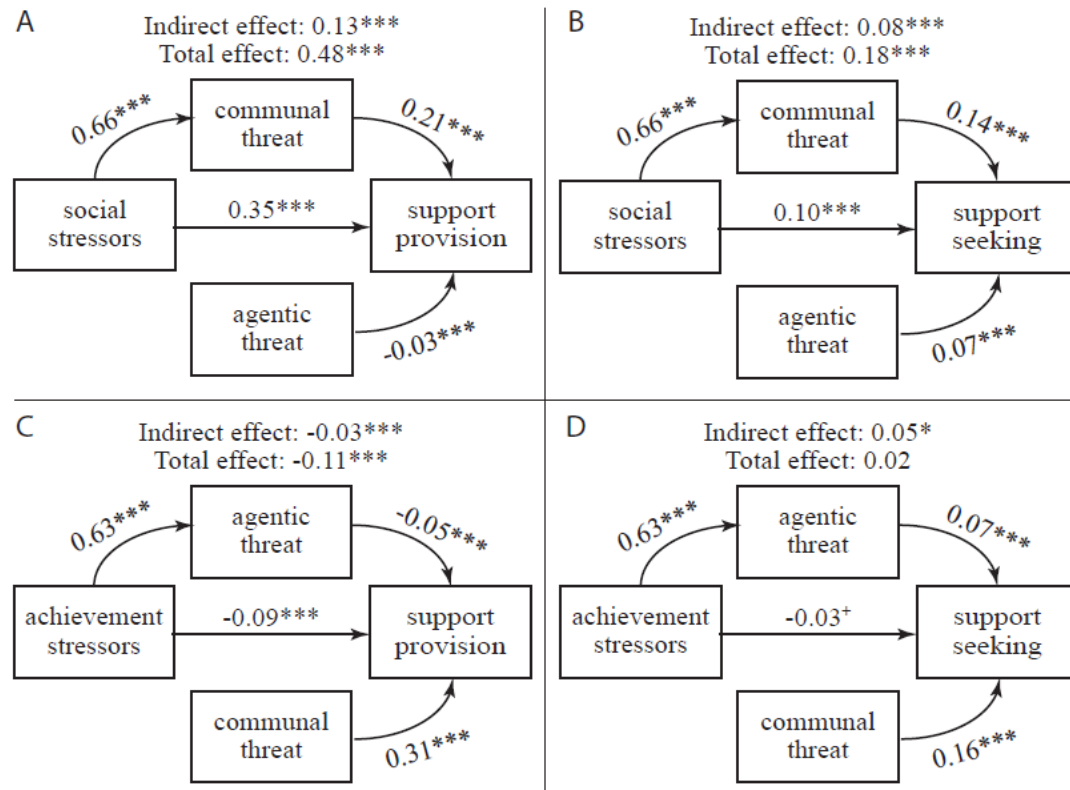 A
Indirect effect: 0.13***
Total effect: 0.48***
0.66***
communal
threat
0.21***
social
stressors
0.35***
support
provision
agentic
threat
-0.03***
B
Indirect effect: 0.08***
Total effect: 0.18***
0.66***
communal
threat
0.14***
social
stressors
0.10***
support
seeking
agentic
threat
0.07***
C
Indirect effect: -0.03***
Total effect: -0.11***
0.63***
agentic
threat
-0.05***
achievement
stressors
-0.09***
support
provision
communal
threat
0.31***
D
Indirect effect: 0.05*
Total effect: 0.02
0.63***
agentic
threat
0.07***
achievement
stressors
-0.03⁺
support
seeking
communal
threat
0.16***